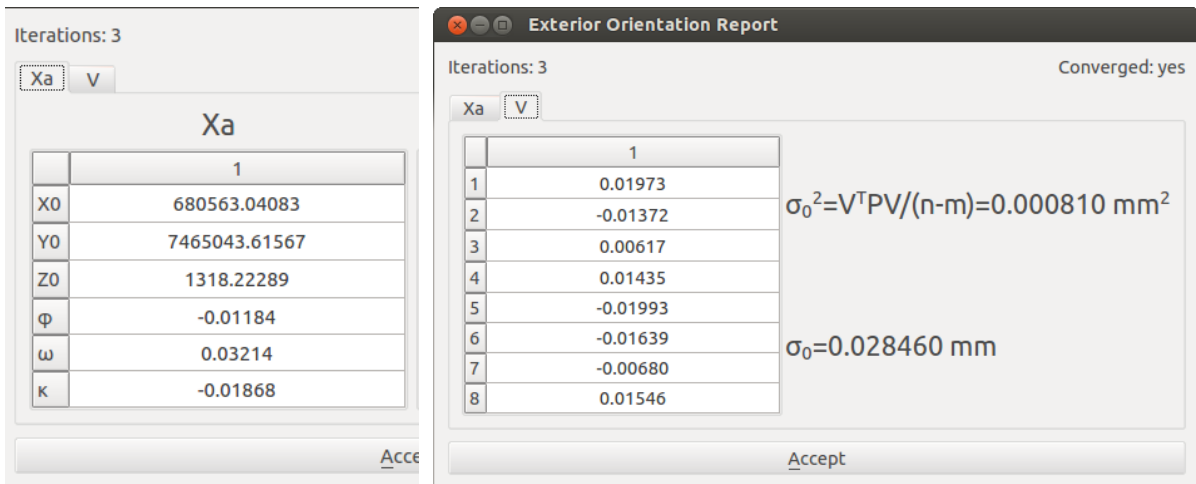 Iterations: 3
Xa V
Xa
1
X0 680563.04083
Y0 7465043.61567
Z0 1318.22289
φ -0.01184
ω 0.03214
κ -0.01868
Acce
Exterior Orientation Report
Iterations: 3 Converged: yes
Xa V
1
1 0.01973
2 -0.01372
3 0.00617
4 0.01435
5 -0.01993
6 -0.01639
7 -0.00680
8 0.01546
σ₀²=VᵀPV/(n-m)=0.000810 mm²
σ₀=0.028460 mm
Accept